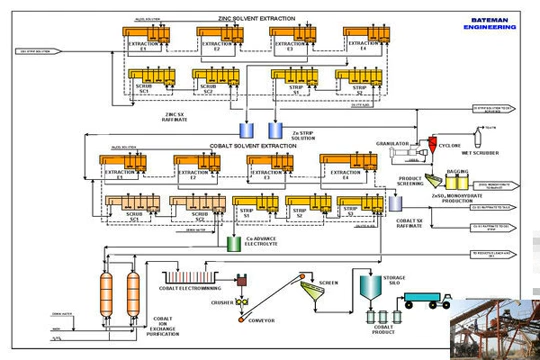 ZINC SOLVENT EXTRACTION
BATEMAN
ENGINEERING
EXTRACTION
E1
EXTRACTION
E2
EXTRACTION
E3
EXTRACTION
E4
SCRUB
SC1
SCRUB
SC2
STRIP
S1
STRIP
S2
ZINC SX
RAFFINATE
Zn STRIP
SOLUTION
GRANULATOR
CYCLONE
WET SCRUBBER
COBALT SOLVENT EXTRACTION
EXTRACTION
E1
EXTRACTION
E2
EXTRACTION
E3
EXTRACTION
E4
PRODUCT
SCREENING
BAGGING
ZnSO4 MONOHYDRATE
PRODUCTION
SCRUB
SC1
SCRUB
SC2
STRIP
S1
STRIP
S2
STRIP
S3
COBALT SX
RAFFINATE
Co ADVANCE
ELECTROLYTE
COBALT ELECTROWINNING
CRUSHER
SCREEN
STORAGE
SILO
CONVEYOR
COBALT
ION
EXCHANGE
PURIFICATION
COBALT
PRODUCT